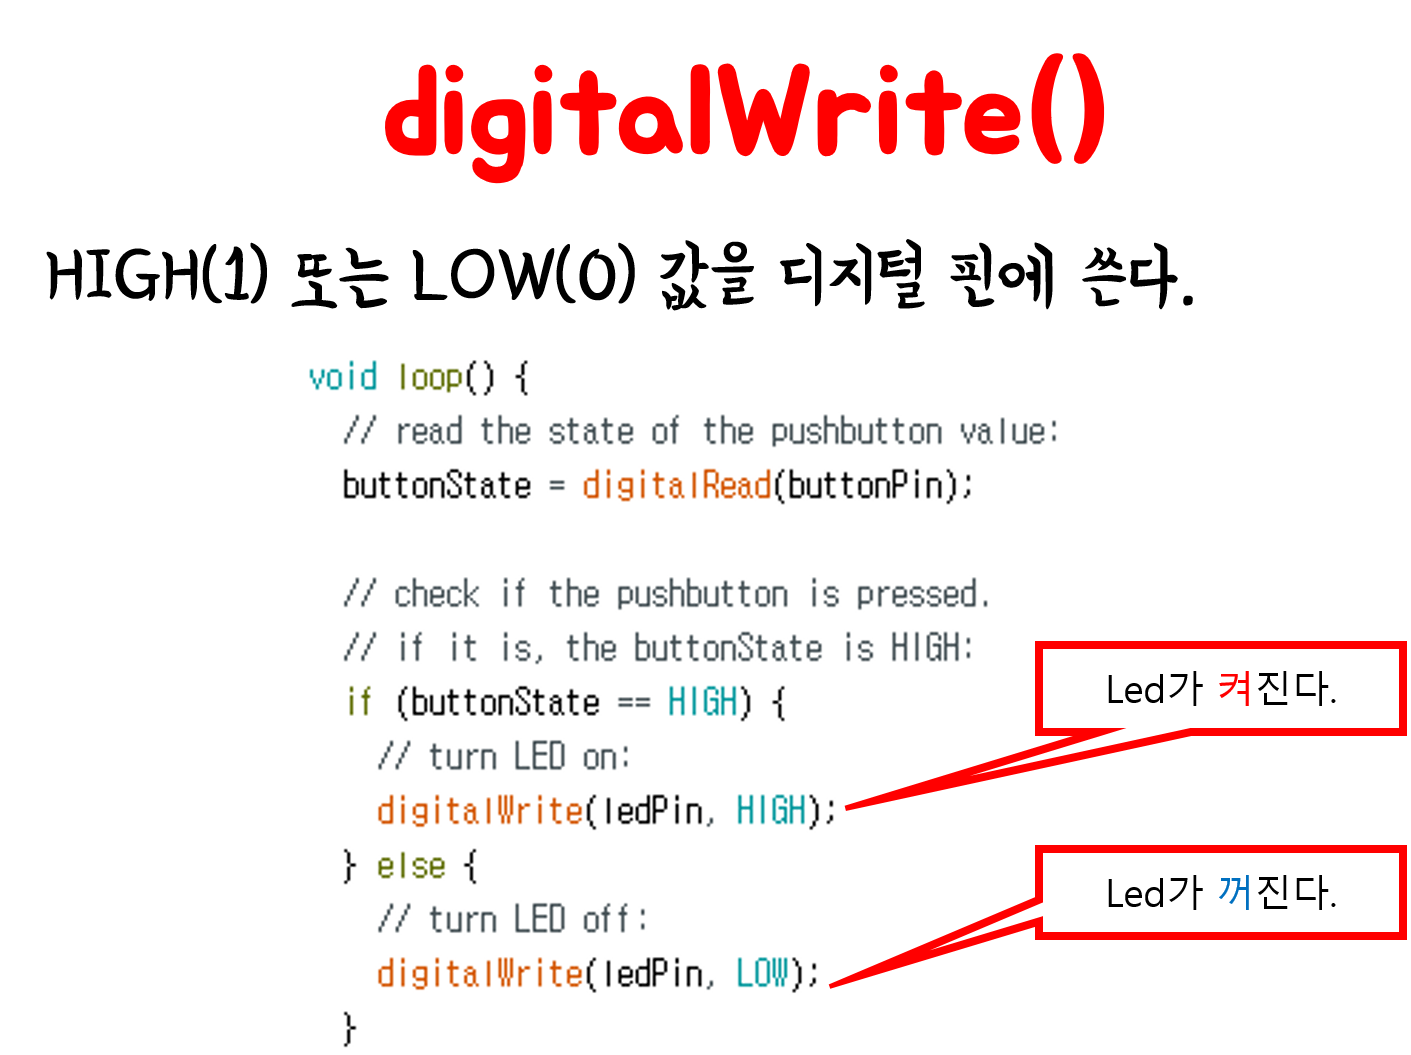 digitalWrite()
HIGH(1) 또는 LOW(0) 값을 디지털 핀에 쓴다.
void loop() {
// read the state of the pushbutton value:
buttonState = digitalRead(buttonPin);
// check if the pushbutton is pressed.
// if it is, the buttonState is HIGH:
if (buttonState == HIGH) {
// turn LED on:
digitalWrite(ledPin, HIGH);
} else {
// turn LED off:
digitalWrite(ledPin, LOW);
}
Led가 켜진다.
Led가 꺼진다.